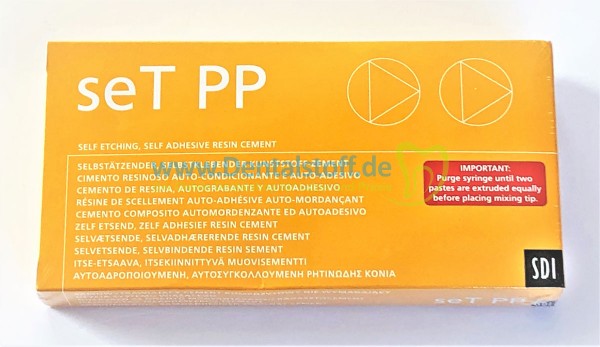 seT PP
SELF ETCHING, SELF ADHESIVE RESIN CEMENT
SELBSTÄTZENDER, SELBSTKLEBENDER KUNSTSTOFF-ZEMENT
CIMENTO RESINOSO AUTO-CONDICIONANTE E AUTO-ADESIVO
CEMENTO DE RESINA, AUTOGRABANTE Y AUTOADHESIVO
RÉSINE DE SCELLEMENT AUTO-ADHÉSIVE AUTO-MORDANÇANT
CEMENTO COMPOSITO AUTOMORDENZANTE ED AUTOADESIVO
ZELF ETSEND, ZELF ADHESIEF RESIN CEMENT
SELVÆTSENDE, SELVADHÆRERENDE RESIN CEMENT
SELVETSENDE, SELVBINDENDE RESIN SEMENT
ITSE-ETSAAVA, ITSEKIINNITTYVÄ MUOVISEMENTTI
ΑΥΤΟΑΔΡΟΠΟΙΟΥΜΕΝΗ, ΑΥΤΟΣΥΓΚΟΛΛΟΥΜΕΝΗ ΡΗΤΙΝΩΔΗΣ ΚΟΝΙΑ
www.Dentalstuff.de
IMPORTANT:
Purge syringe until two
pastes are extruded equally
before placing mixing tip.
SDI
seT PP